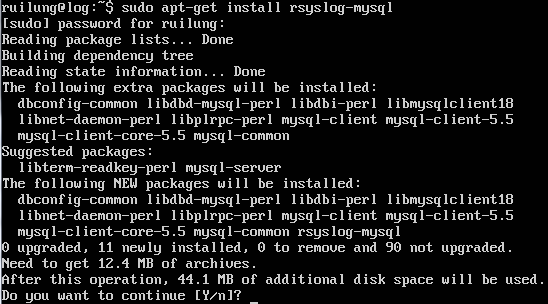 ruilung@log:~$ sudo apt-get install rsyslog-mysql
[sudo] password for ruilung:
Reading package lists... Done
Building dependency tree
Reading state information... Done
The following extra packages will be installed:
  dbconfig-common libdbd-mysql-perl libdbi-perl libmysqlclient18
  libnet-daemon-perl libplrpc-perl mysql-client mysql-client-5.5
  mysql-client-core-5.5 mysql-common
Suggested packages:
  libterm-readkey-perl mysql-server
The following NEW packages will be installed:
  dbconfig-common libdbd-mysql-perl libdbi-perl libmysqlclient18
  libnet-daemon-perl libplrpc-perl mysql-client mysql-client-5.5
  mysql-client-core-5.5 mysql-common rsyslog-mysql
0 upgraded, 11 newly installed, 0 to remove and 90 not upgraded.
Need to get 12.4 MB of archives.
After this operation, 44.1 MB of additional disk space will be used.
Do you want to continue [Y/n]? _